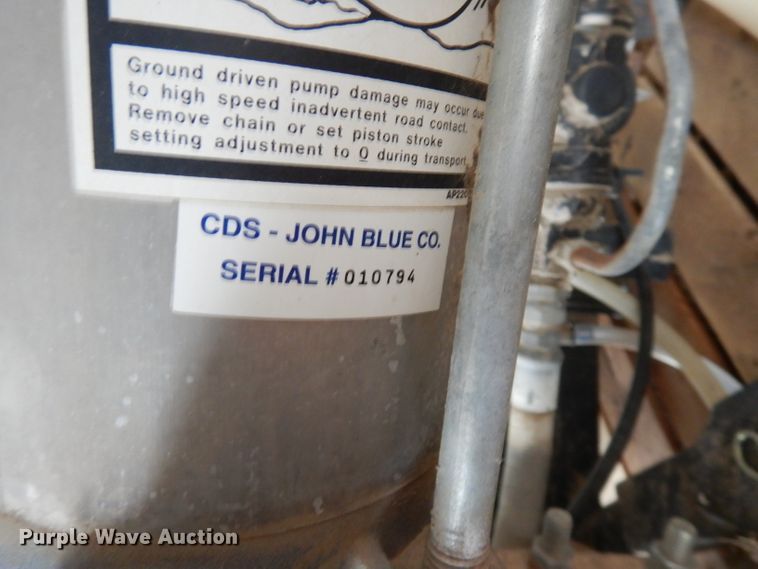 Ground driven pump damage may occur due
to high speed inadvertent road contact.
Remove chain or set piston stroke
setting adjustment to 0 during transport
CDS - JOHN BLUE CO.
SERIAL # 010794
Purple Wave Auction